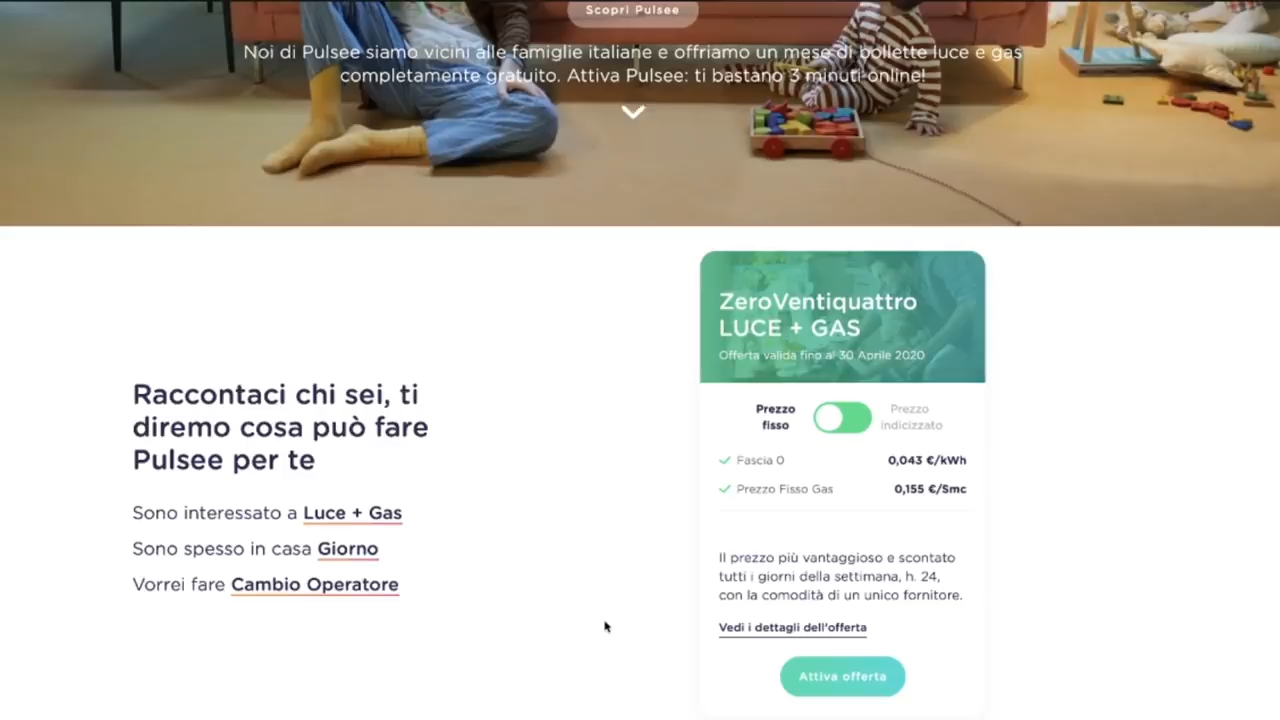 Scopri Pulsee
Noi di Pulsee siamo vicini alle famiglie italiane e offriamo un mese di bollette luce e gas
completamente gratuito. Attiva Pulsee: ti bastano 3 minuti online!
Raccontaci chi sei, ti
diremo cosa può fare
Pulsee per te
Sono interessato a Luce + Gas
Sono spesso in casa Giorno
Vorrei fare Cambio Operatore
ZeroVentiquattro
LUCE + GAS
Offerta valida fino al 30 Aprile 2020
Prezzo fisso
Prezzo indicizzato
Fascia 0 0,043 €/kWh
Prezzo Fisso Gas 0,155 €/Smc
Il prezzo più vantaggioso e scontato
tutti i giorni della settimana, h. 24,
con la comodità di un unico fornitore.
Vedi i dettagli dell'offerta
Attiva offerta